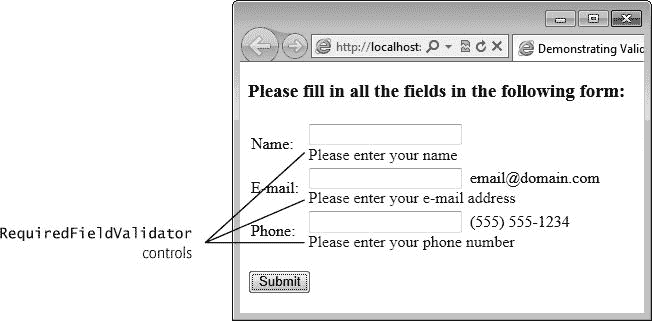 http://localhost:
Demonstrating Valid
Please fill in all the fields in the following form:
Name:
Please enter your name
E-mail:
email@domain.com
Please enter your e-mail address
Phone:
(555) 555-1234
Please enter your phone number
Submit
RequiredFieldValidator
controls